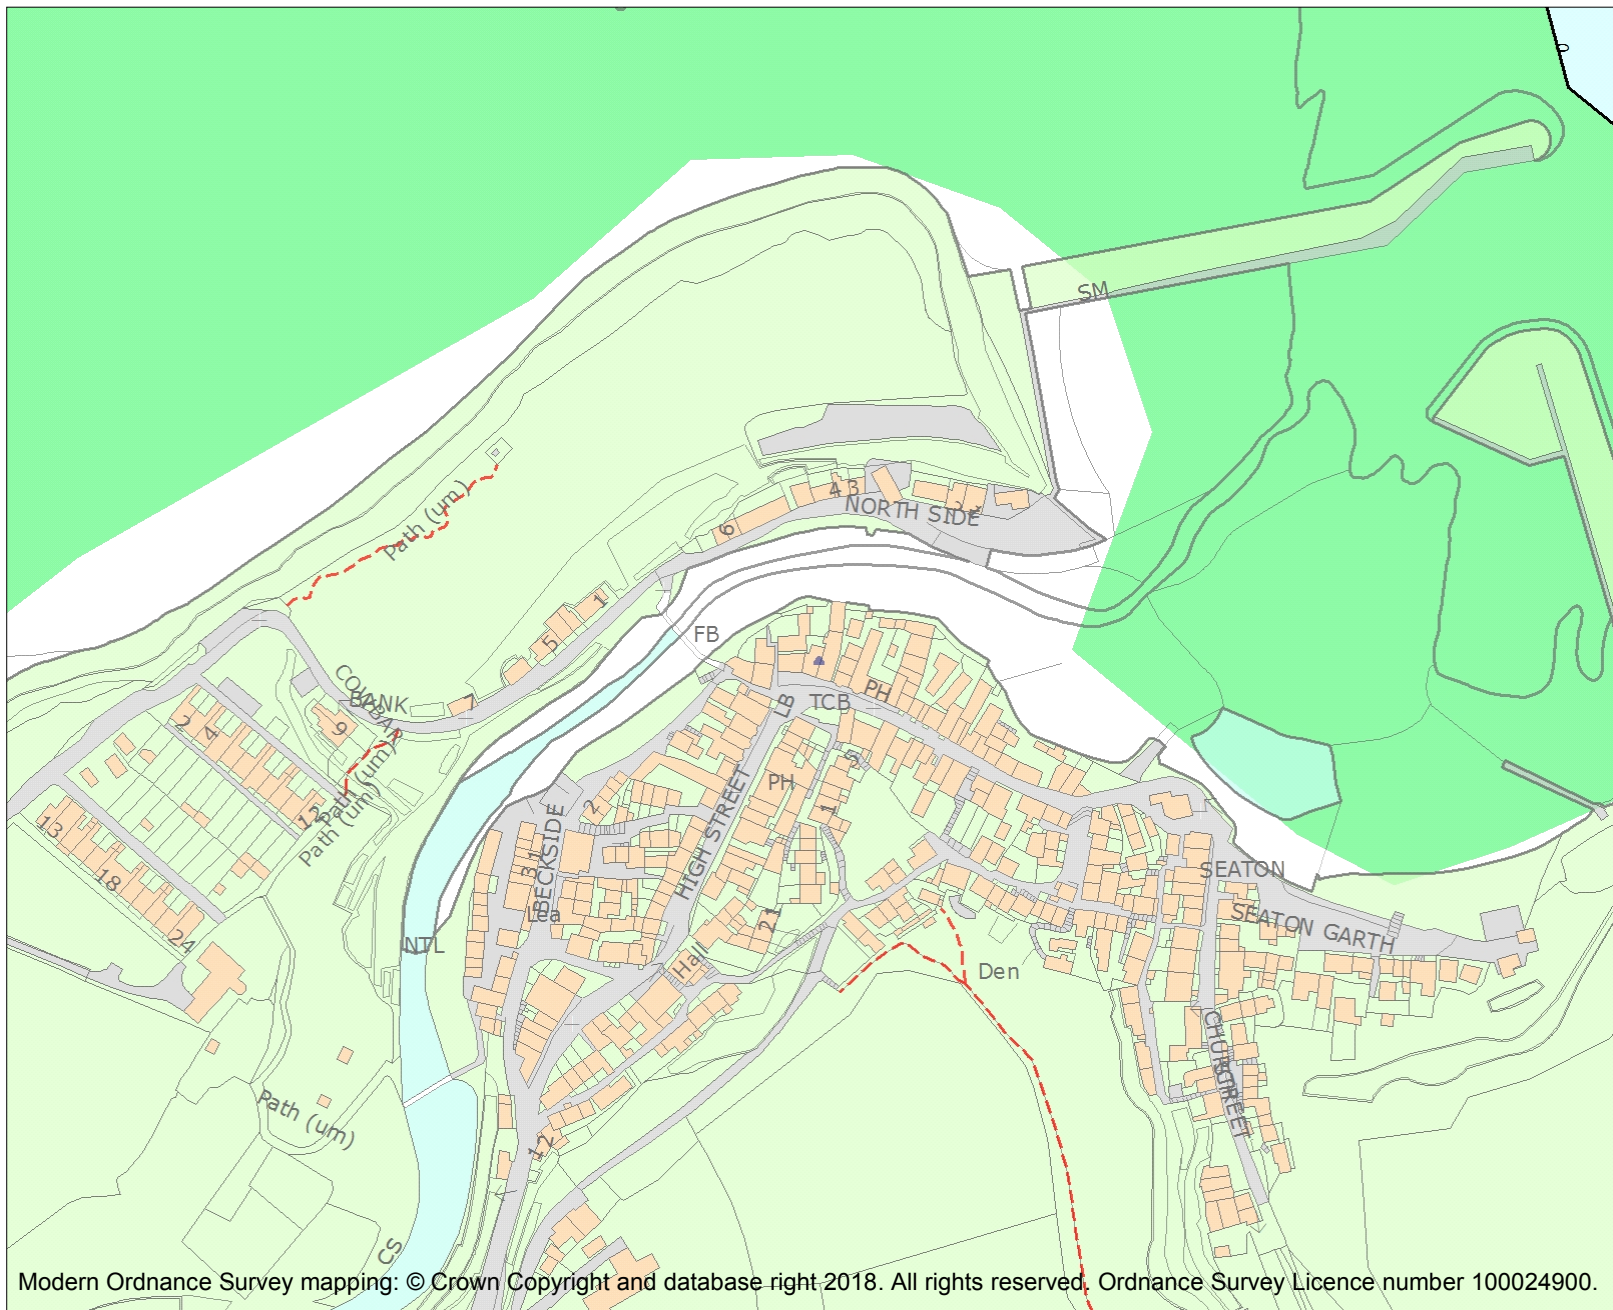 0
SM
Path (um)
4 3
NORTH SIDE
2
6
1
5
FB
COWBAR
BANK
7
TCB
PH
LB
2
4
9
PH
5
1
HIGH STREET
Path (um)
Path (um)
12
13
18
24
2
BECKSIDE
31
Lea
NTL
21
Hall
SEATON
SEATON GARTH
Den
CHURCH
STREET
Path (um)
12
CS
Modern Ordnance Survey mapping: © Crown Copyright and database right 2018. All rights reserved. Ordnance Survey Licence number 100024900.